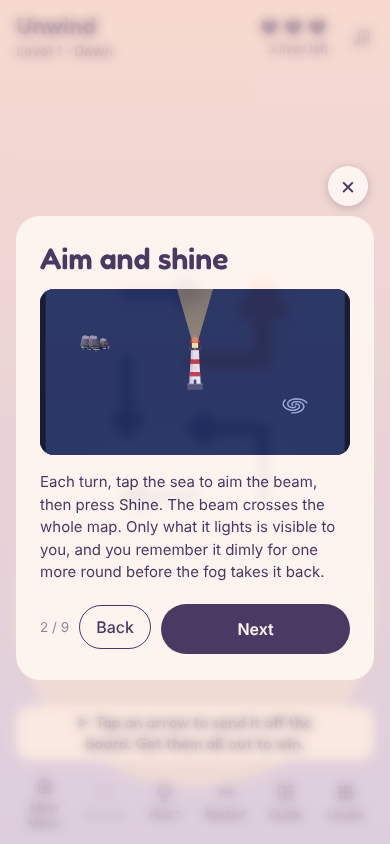 Unwind
Level 1 · Dawn
Aim and shine
Each turn, tap the sea to aim the beam,
then press Shine. The beam crosses the
whole map. Only what it lights is visible to
you, and you remember it dimly for one
more round before the fog takes it back.
2 / 9
Back
Next
Tap an arrow to send it off the
board. Get them all out to win.